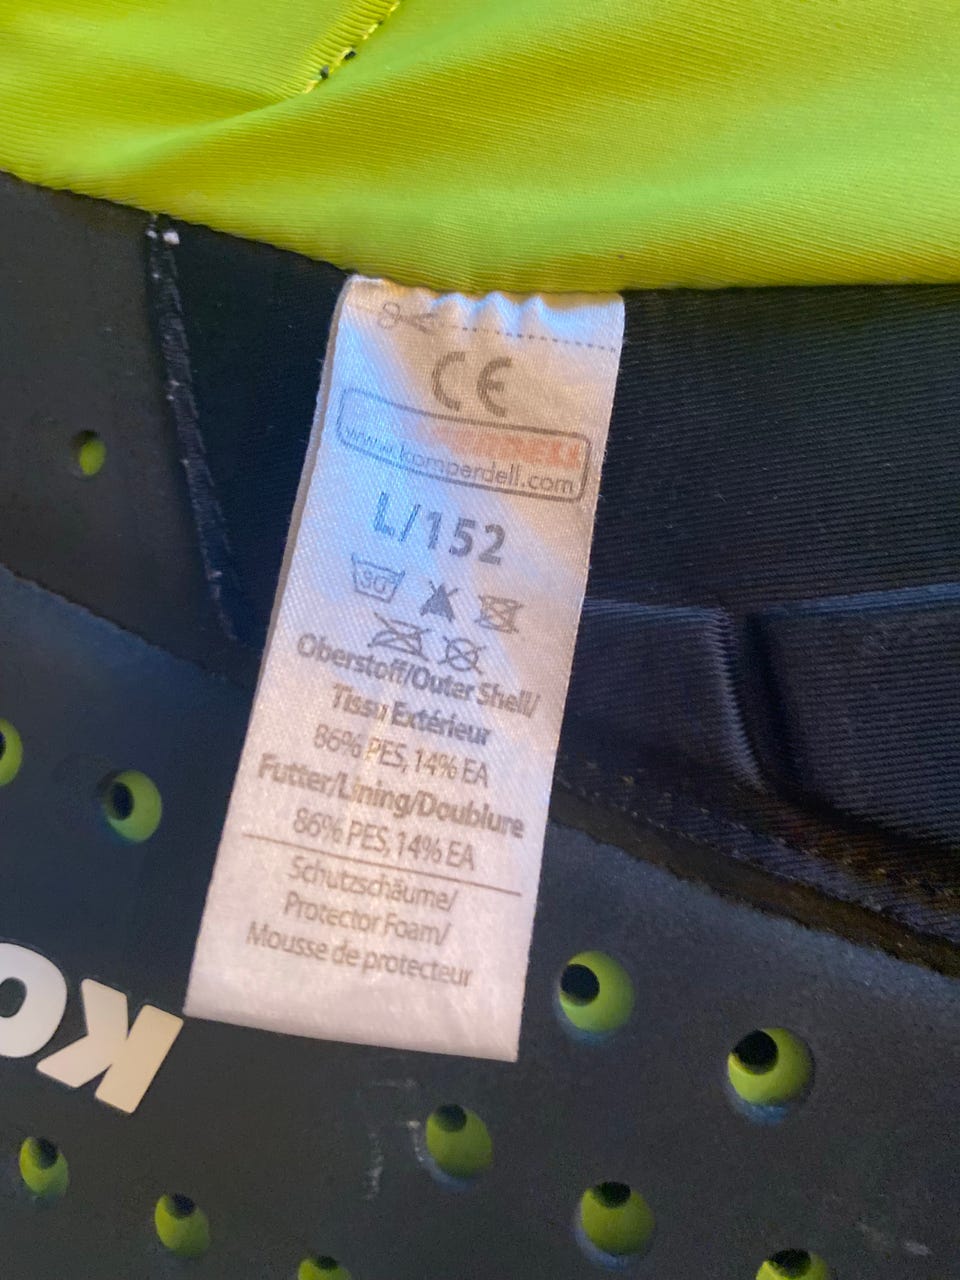 CE
www.komperdell.com
L/152
30°
Oberstoff/Outer Shell/
Tissu Extérieur
86% PES, 14% EA
Futter/Lining/Doublure
86% PES, 14% EA
Schutzschäume/
Protector Foam/
Mousse de protecteur
KO